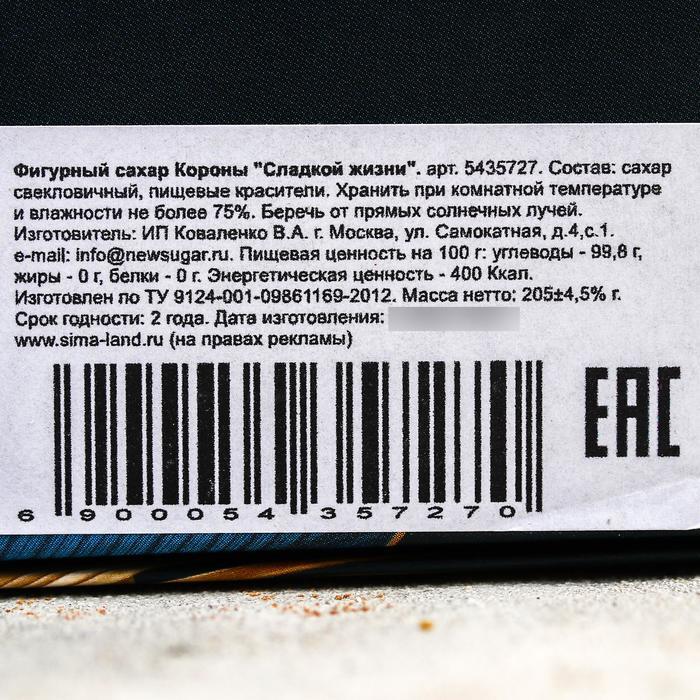 Фигурный сахар Короны "Сладкой жизни". арт. 5435727. Состав: сахар
свекловичный, пищевые красители. Хранить при комнатной температуре
и влажности не более 75%. Беречь от прямых солнечных лучей.
Изготовитель: ИП Коваленко В.А. г. Москва, ул. Самокатная, д.4,с.1.
e-mail: info@newsugar.ru. Пищевая ценность на 100 г: углеводы - 99,8 г,
жиры - 0 г, белки - 0 г. Энергетическая ценность - 400 Ккал.
Изготовлен по ТУ 9124-001-09861169-2012. Масса нетто: 205±4,5% г.
Срок годности: 2 года. Дата изготовления:
www.sima-land.ru (на правах рекламы)
EAC
6 900054 357270